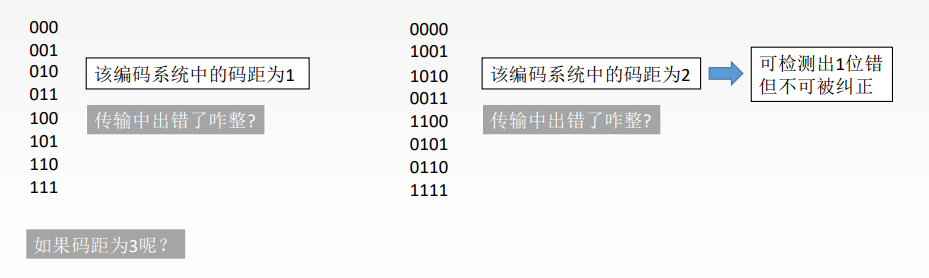 000
001
010
011
100
101
110
111
该编码系统中的码距为1
传输中出错了咋整?
0000
1001
1010
0011
1100
0101
0110
1111
该编码系统中的码距为2
传输中出错了咋整?
可检测出1位错
但不可被纠正
如果码距为3呢？